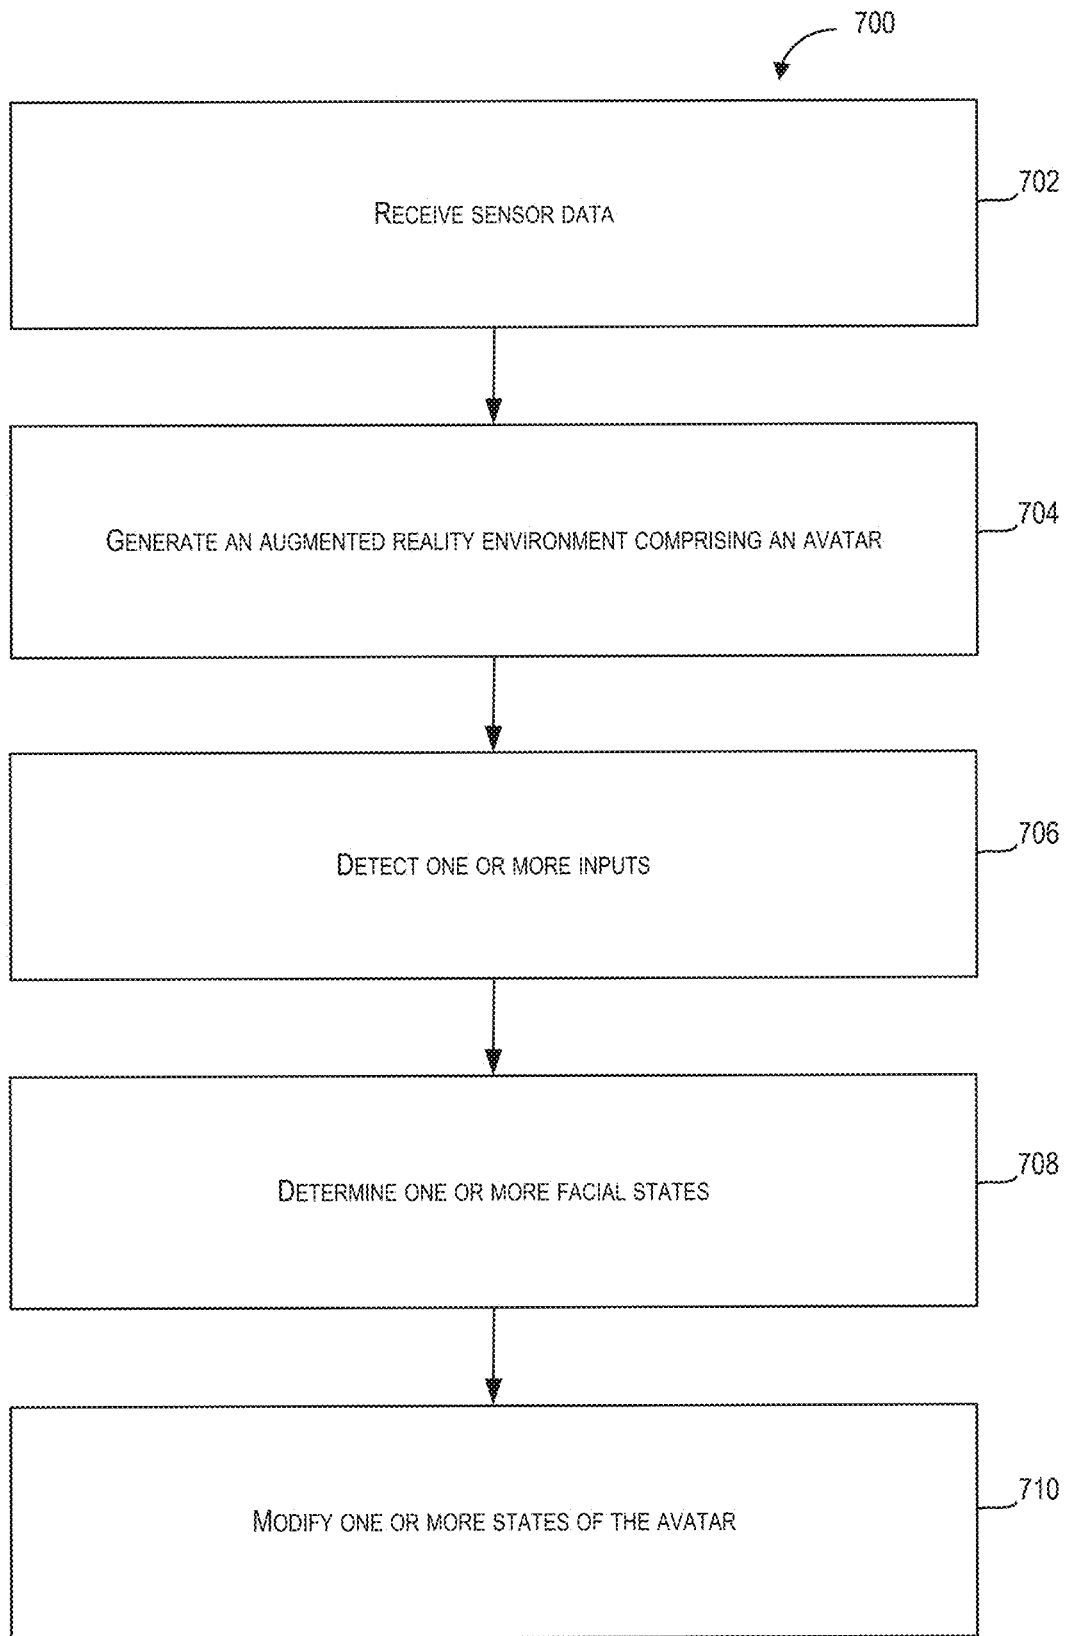 700
RECEIVE SENSOR DATA
702
GENERATE AN AUGMENTED REALITY ENVIRONMENT COMPRISING AN AVATAR
704
DETECT ONE OR MORE INPUTS
706
DETERMINE ONE OR MORE FACIAL STATES
708
MODIFY ONE OR MORE STATES OF THE AVATAR
710